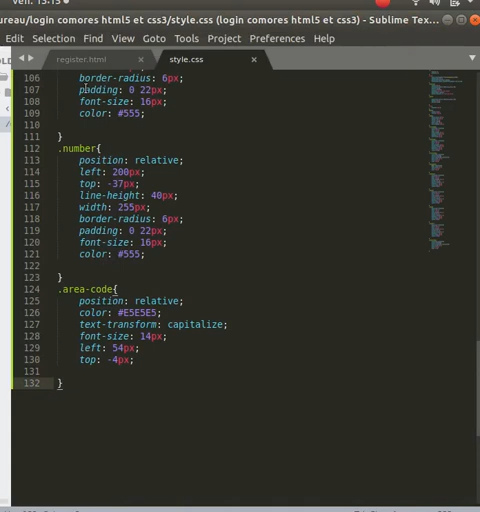 ven. 13:15
ureau/login comores html5 et css3/style.css (login comores html5 et css3) - Sublime Tex...
Edit Selection Find View Goto Tools Project Preferences Help
register.html × style.css ×
106 border-radius: 6px;
107 padding: 0 22px;
108 font-size: 16px;
109 color: #555;
110
111 }
112 .number{
113 position: relative;
114 left: 200px;
115 top: -37px;
116 line-height: 40px;
117 width: 255px;
118 border-radius: 6px;
119 padding: 0 22px;
120 font-size: 16px;
121 color: #555;
122
123 }
124 .area-code{
125 position: relative;
126 color: #E5E5E5;
127 text-transform: capitalize;
128 font-size: 14px;
129 left: 54px;
130 top: -4px;
131
132 }